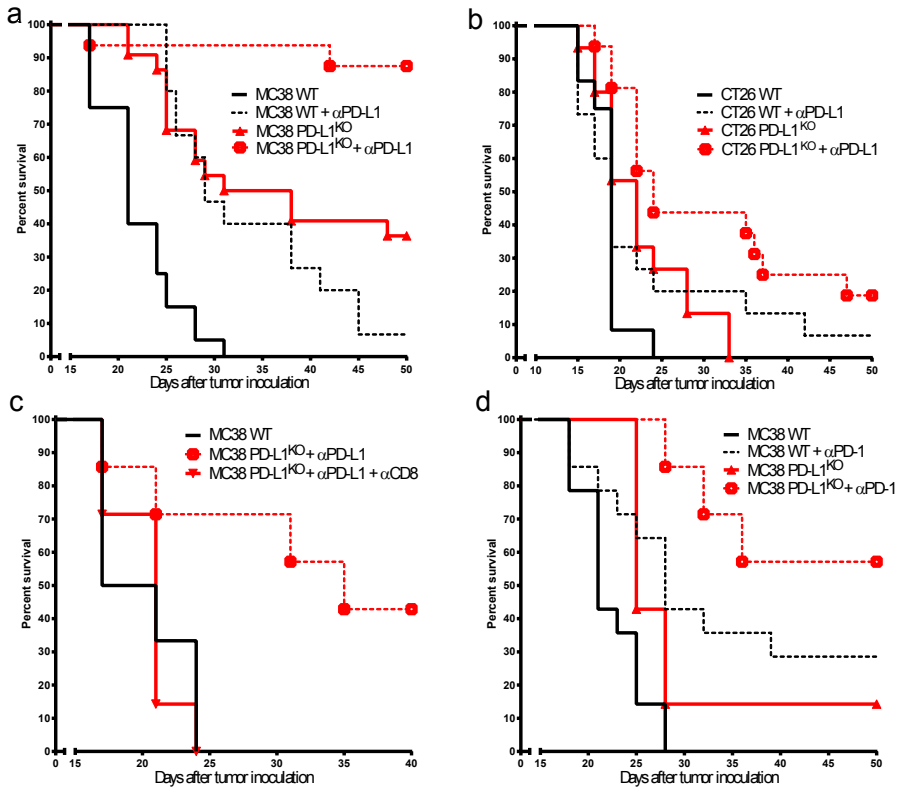 a
Percent survival
100
90
80
70
60
50
40
30
20
10
0
0 15 20 25 30 35 40 45 50
Days after tumor inoculation
MC38 WT
MC38 WT + αPD-L1
MC38 PD-L1KO
MC38 PD-L1KO + αPD-L1
b
Percent survival
100
90
80
70
60
50
40
30
20
10
0
0 10 15 20 25 30 35 40 45 50
Days after tumor inoculation
CT26 WT
CT26 WT + αPD-L1
CT26 PD-L1KO
CT26 PD-L1KO + αPD-L1
c
Percent survival
100
90
80
70
60
50
40
30
20
10
0
0 15 20 25 30 35 40
Days after tumor inoculation
MC38 WT
MC38 PD-L1KO + αPD-L1
MC38 PD-L1KO + αPD-L1 + αCD8
d
Percent survival
100
90
80
70
60
50
40
30
20
10
0
0 15 20 25 30 35 40 45 50
Days after tumor inoculation
MC38 WT
MC38 WT + αPD-1
MC38 PD-L1KO
MC38 PD-L1KO + αPD-1